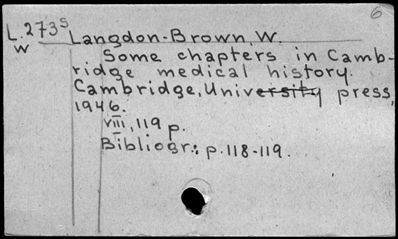 6
L.273s Langdon-Brown, W.
w
Some chapters in Camb-
ridge medical history.
Cambridge, University press,
1946.
viii, 119 p.
Bibliogr.: p. 118-119.